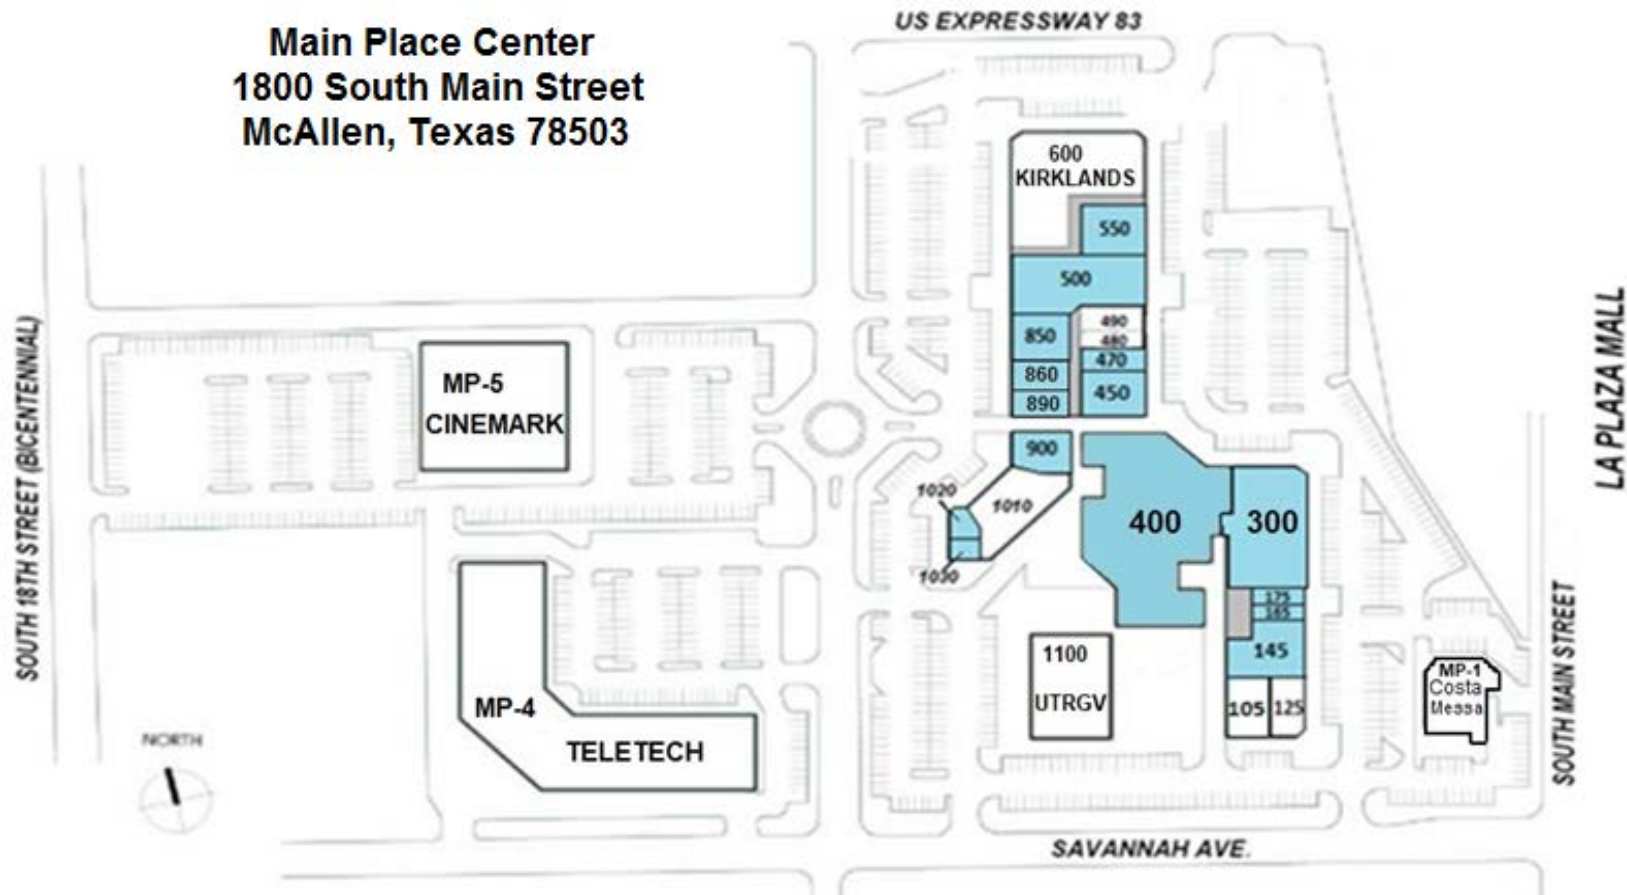 US EXPRESSWAY 83
Main Place Center
1800 South Main Street
McAllen, Texas 78503
600
KIRKLANDS
550
500
490
480
850
470
860
450
890
900
MP-5
CINEMARK
1020
1010
1030
400
300
175
165
145
105
125
1100
UTRGV
MP-1
Costa
Messa
MP-4
TELETECH
NORTH
SOUTH 18TH STREET (BICENTENNIAL)
LA PLAZA MALL
SOUTH MAIN STREET
SAVANNAH AVE.